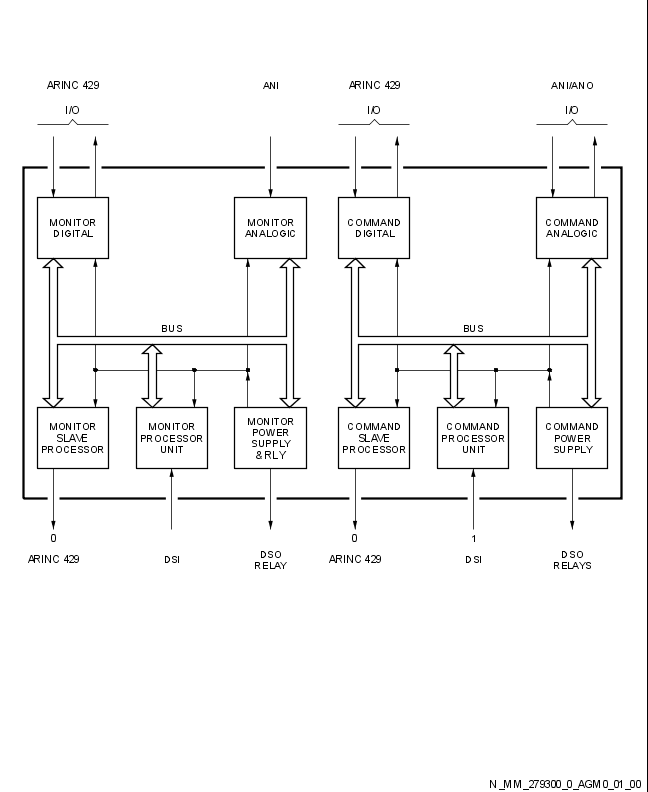 ARINC 429
ANI
ARINC 429
ANI/ANO
I/O
I/O
I/O
MONITOR
DIGITAL
MONITOR
ANALOGIC
COMMAND
DIGITAL
COMMAND
ANALOGIC
BUS
BUS
MONITOR
SLAVE
PROCESSOR
MONITOR
PROCESSOR
UNIT
MONITOR
POWER
SUPPLY
& RLY
COMMAND
SLAVE
PROCESSOR
COMMAND
PROCESSOR
UNIT
COMMAND
POWER
SUPPLY
0
ARINC 429
DSI
DSO
RELAY
0
ARINC 429
1
DSI
DSO
RELAYS
N_MM_279300_0_AGM0_01_00